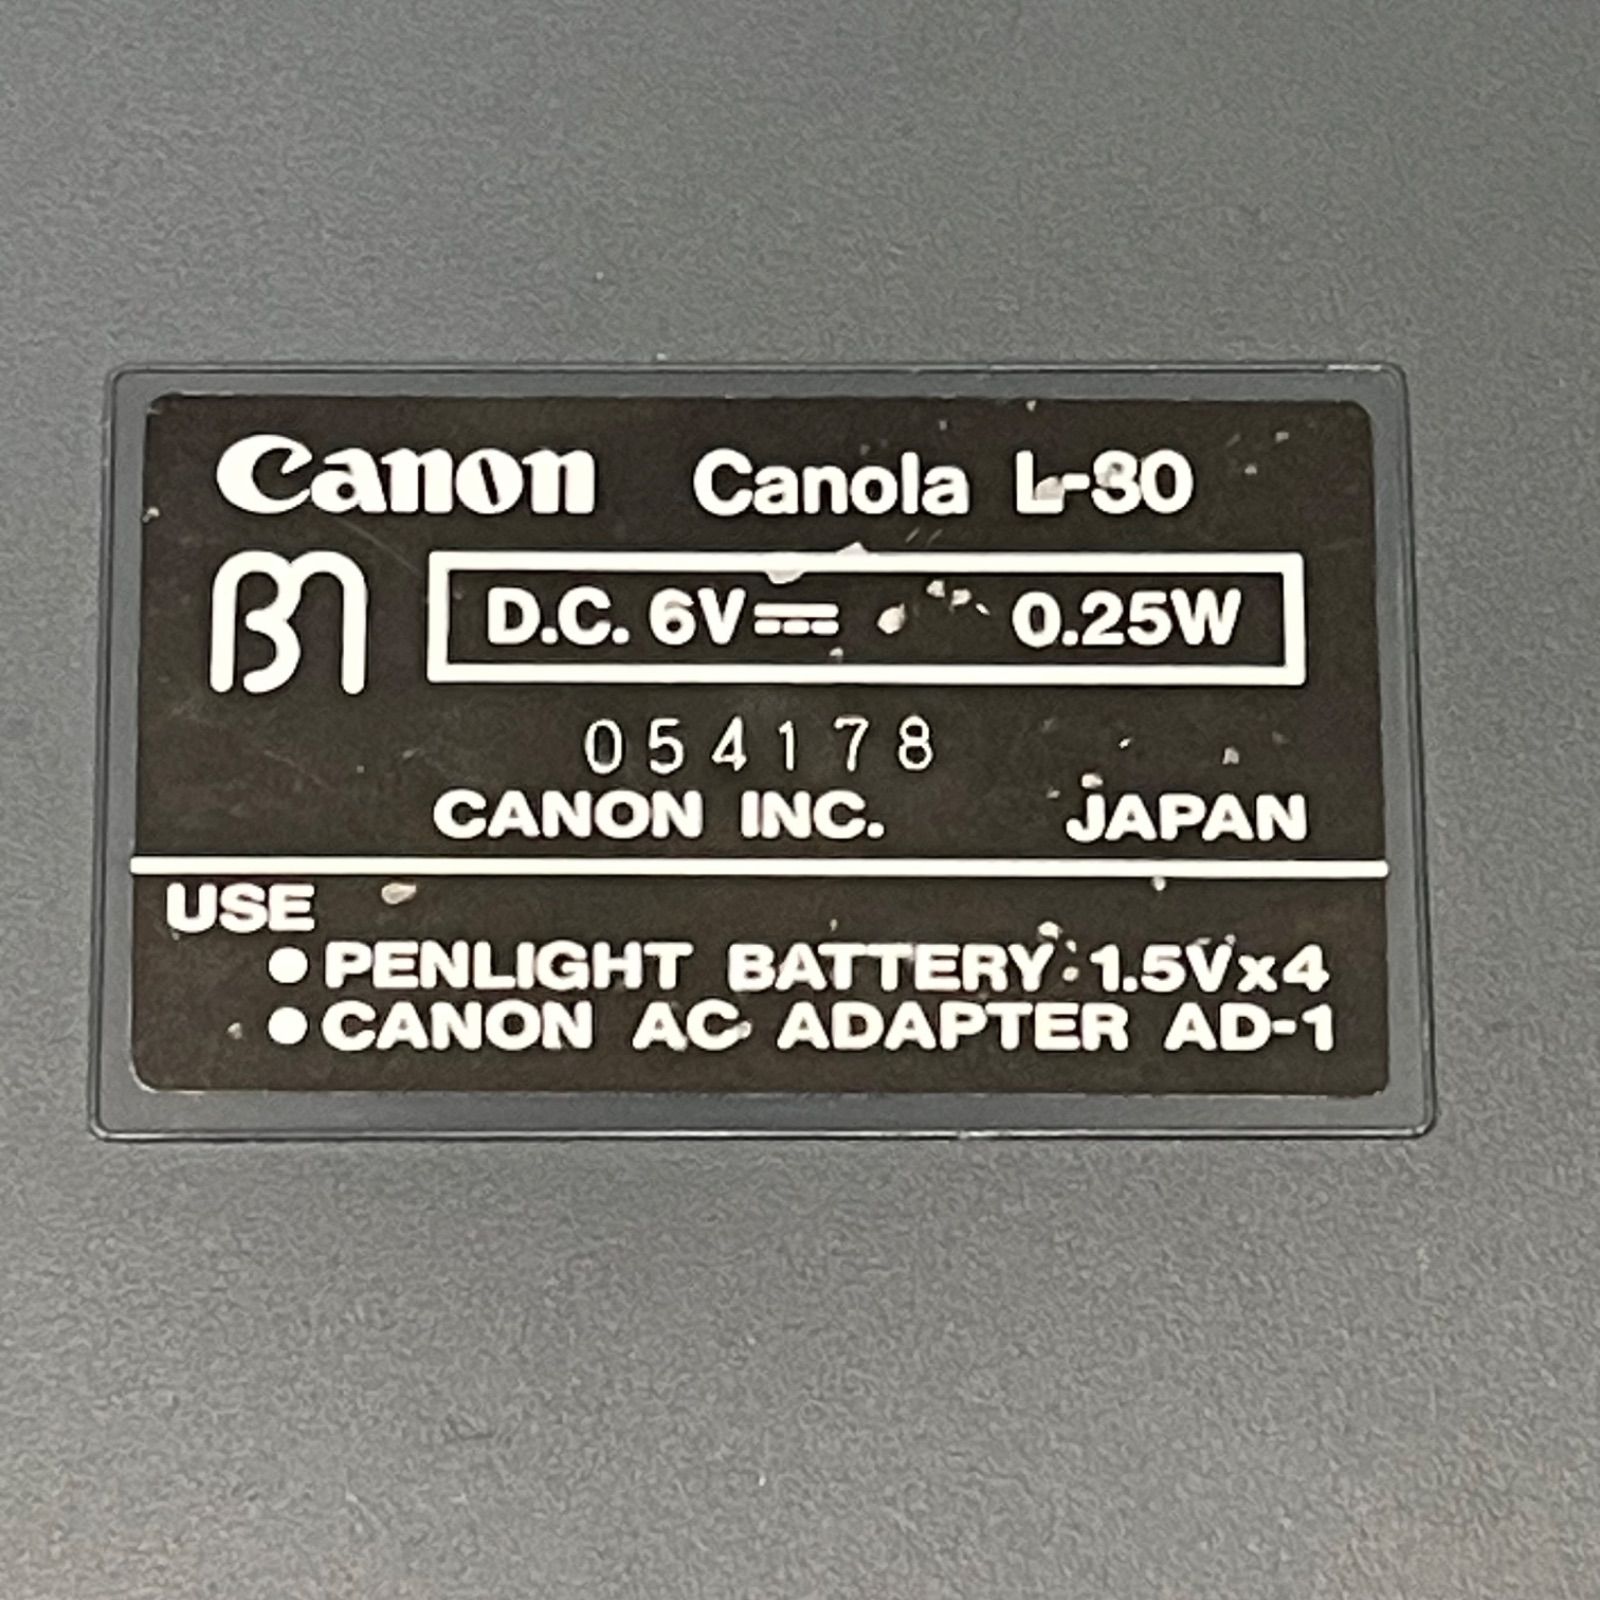 Canon Canola L-30
D.C. 6V 0.25W
054178
CANON INC. JAPAN
USE
● PENLIGHT BATTERY 1.5Vx4
● CANON AC ADAPTER AD-1